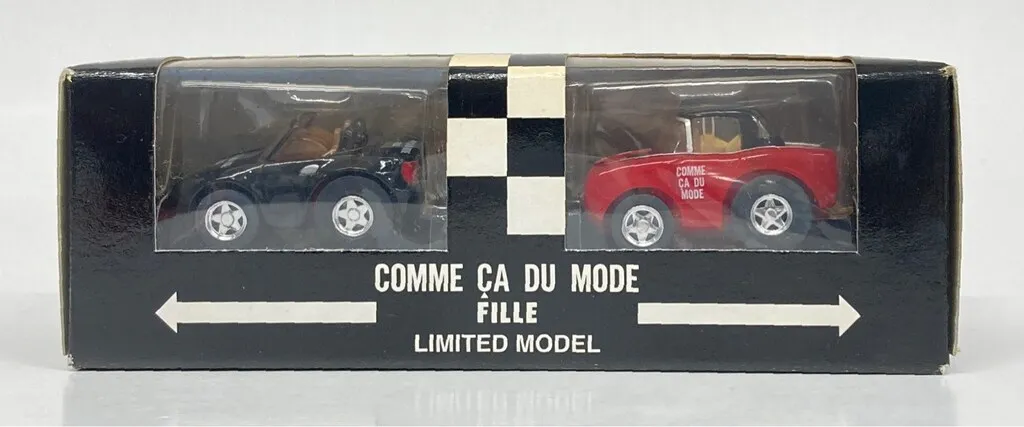 COMME
ÇA DU
MODE
COMME ÇA DU MODE
FILLE
LIMITED MODEL